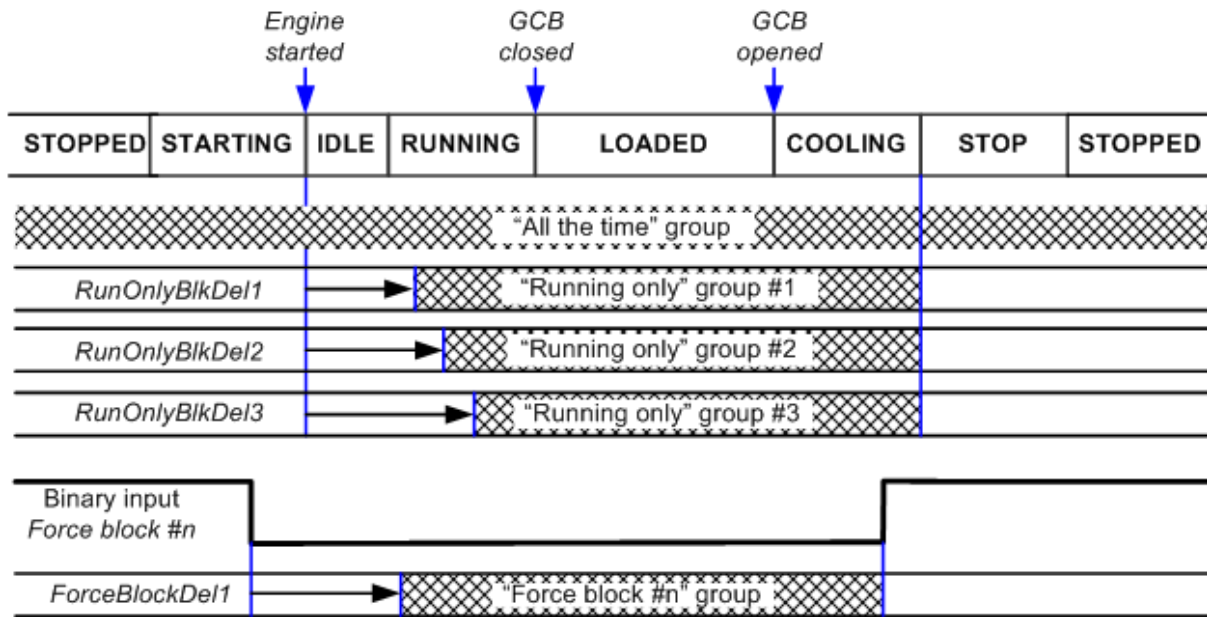 Engine
started
GCB
closed
GCB
opened
STOPPED STARTING IDLE RUNNING LOADED COOLING STOP STOPPED
“All the time” group
RunOnlyBlkDel1 “Running only” group #1
RunOnlyBlkDel2 “Running only” group #2
RunOnlyBlkDel3 “Running only” group #3
Binary input
Force block #n
ForceBlockDel1 “Force block #n” group